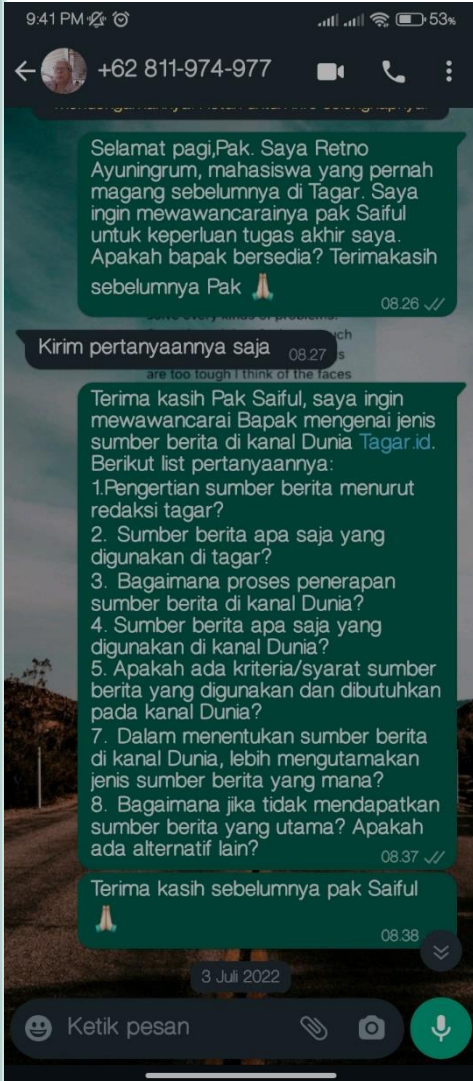 9:41 PM
53%
+62 811-974-977
Selamat pagi,Pak. Saya Retno
Ayuningrum, mahasiswa yang pernah
magang sebelumnya di Tagar. Saya
ingin mewawancarainya pak Saiful
untuk keperluan tugas akhir saya.
Apakah bapak bersedia? Terimakasih
sebelumnya Pak 🙏🏻
08.26
Kirim pertanyaannya saja 08.27
are too tough I think of the faces
Terima kasih Pak Saiful, saya ingin
mewawancarai Bapak mengenai jenis
sumber berita di kanal Dunia Tagar.id.
Berikut list pertanyaannya:
1.Pengertian sumber berita menurut
redaksi tagar?
2. Sumber berita apa saja yang
digunakan di tagar?
3. Bagaimana proses penerapan
sumber berita di kanal Dunia?
4. Sumber berita apa saja yang
digunakan di kanal Dunia?
5. Apakah ada kriteria/syarat sumber
berita yang digunakan dan dibutuhkan
pada kanal Dunia?
7. Dalam menentukan sumber berita
di kanal Dunia, lebih mengutamakan
jenis sumber berita yang mana?
8. Bagaimana jika tidak mendapatkan
sumber berita yang utama? Apakah
ada alternatif lain?
08.37
Terima kasih sebelumnya pak Saiful
🙏🏻
08.38
3 Juli 2022
Ketik pesan